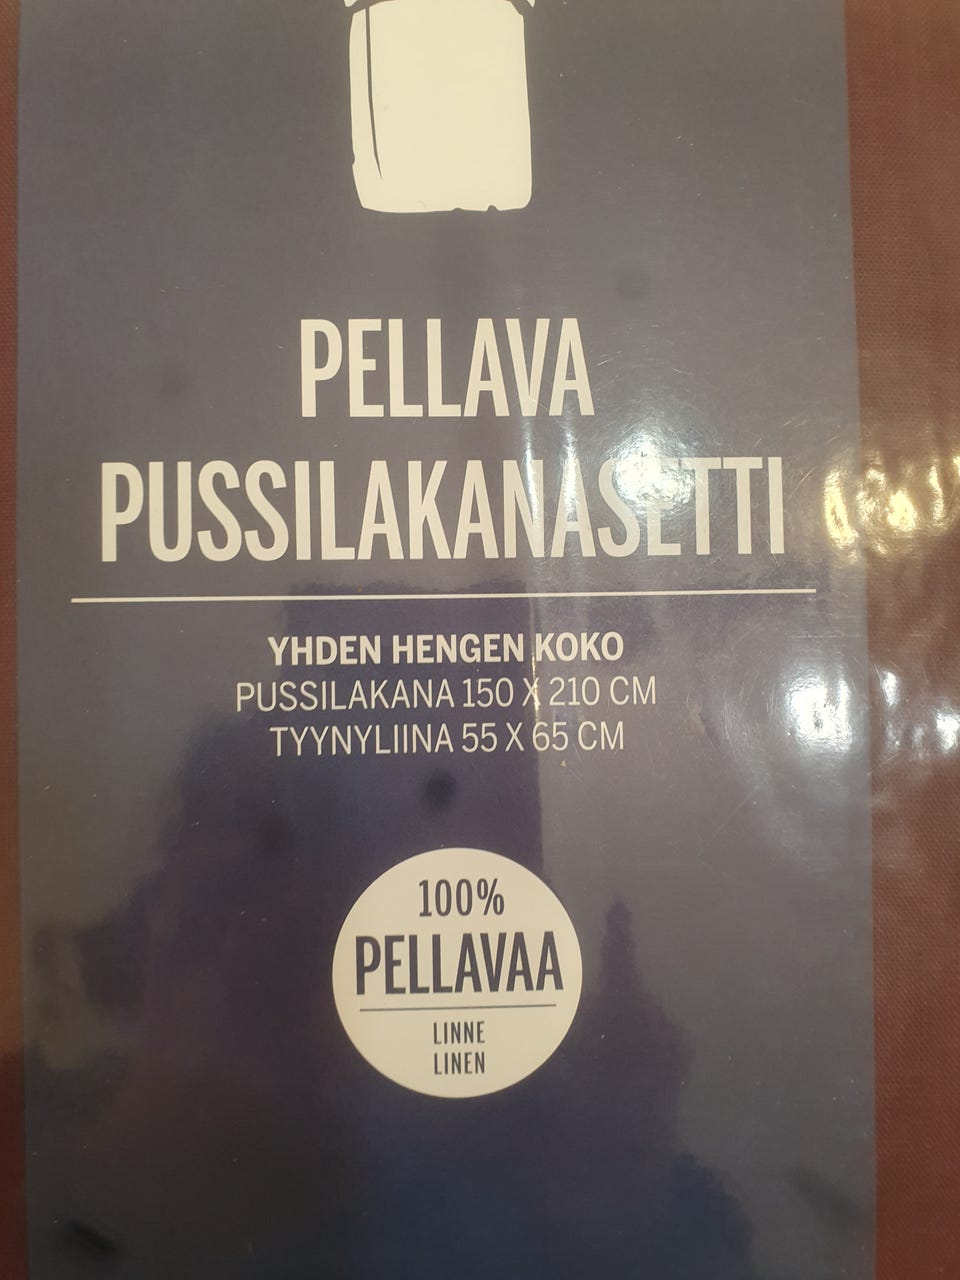 PELLAVA
PUSSILAKANASETTI
YHDEN HENGEN KOKO
PUSSILAKANA 150 X 210 CM
TYYNYLIINA 55 X 65 CM
100%
PELLAVAA
LINNE
LINEN